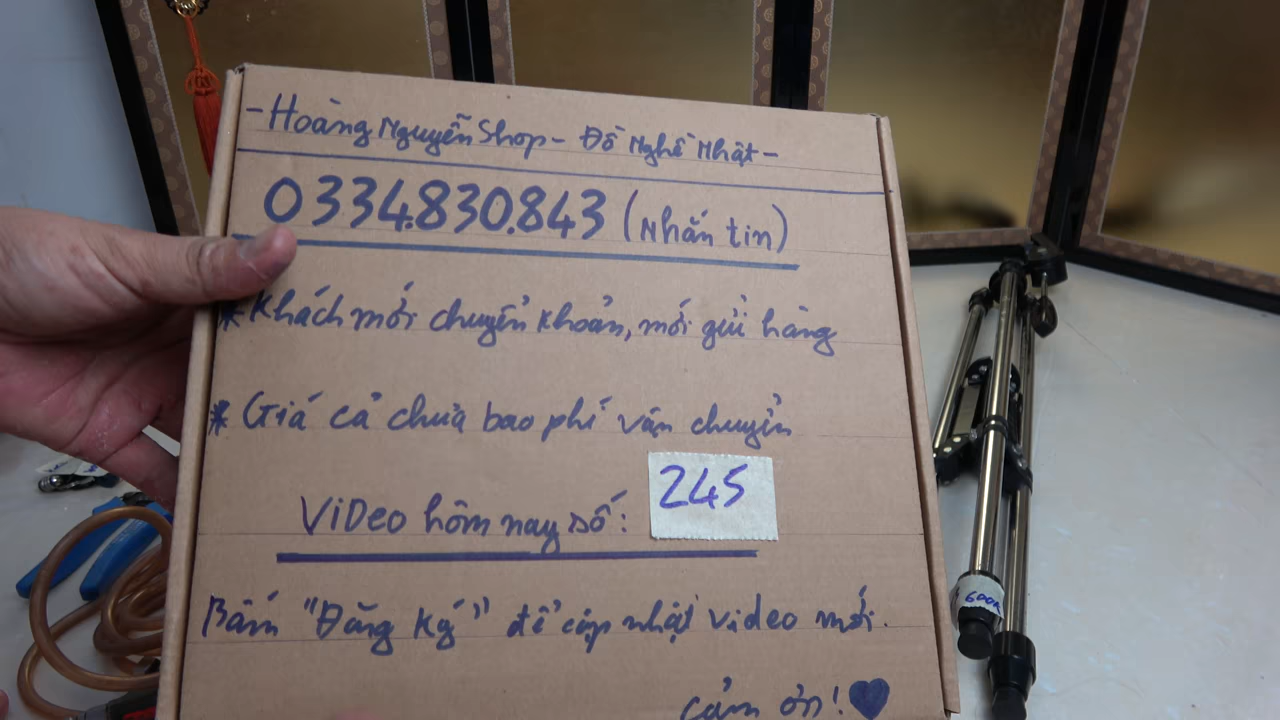 - Hoàng Nguyễn Shop - Đồ Nghề Nhật -
0334.830.843 (Nhắn tin)
* Khách mới chuyển khoản, mới gửi hàng
* Giá cả chưa bao phí vận chuyển
ViDeo hôm nay số: 245
Bấm "Đăng ký" để cập nhật video mới.
cảm ơn! ♥
600k